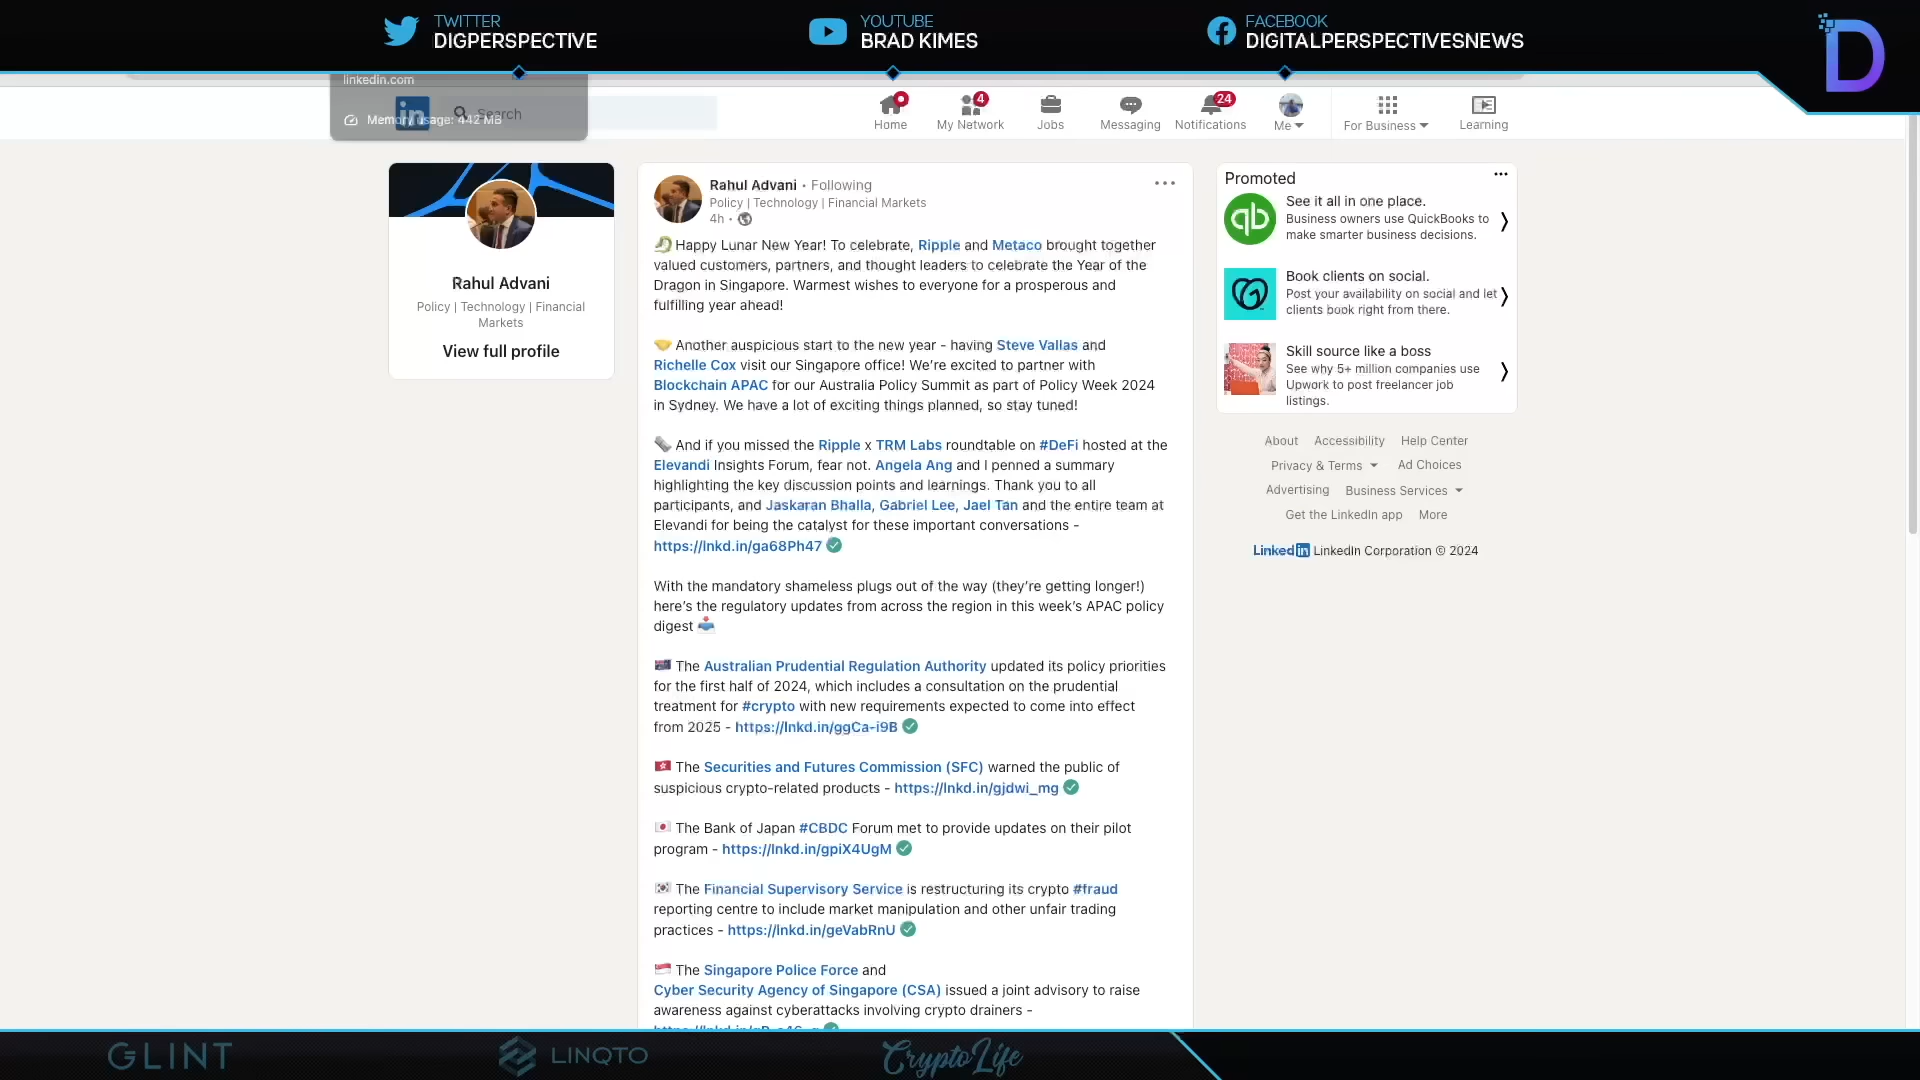 TWITTER
DIGPERSPECTIVE
YOUTUBE
BRAD KIMES
FACEBOOK
DIGITALPERSPECTIVESNEWS
D
linkedin.com
Memory usage: 442 MB
in
Search
Home
4
My Network
Jobs
Messaging
24
Notifications
Me
For Business
Learning
Rahul Advani
Policy | Technology | Financial
Markets
View full profile
Rahul Advani • Following
Policy | Technology | Financial Markets
4h •
Happy Lunar New Year! To celebrate, Ripple and Metaco brought together
valued customers, partners, and thought leaders to celebrate the Year of the
Dragon in Singapore. Warmest wishes to everyone for a prosperous and
fulfilling year ahead!
Another auspicious start to the new year - having Steve Vallas and
Richelle Cox visit our Singapore office! We’re excited to partner with
Blockchain APAC for our Australia Policy Summit as part of Policy Week 2024
in Sydney. We have a lot of exciting things planned, so stay tuned!
And if you missed the Ripple x TRM Labs roundtable on #DeFi hosted at the
Elevandi Insights Forum, fear not. Angela Ang and I penned a summary
highlighting the key discussion points and learnings. Thank you to all
participants, and Jaskaran Bhalla, Gabriel Lee, Jael Tan and the entire team at
Elevandi for being the catalyst for these important conversations -
https://lnkd.in/ga68Ph47
With the mandatory shameless plugs out of the way (they’re getting longer!)
here’s the regulatory updates from across the region in this week’s APAC policy
digest
The Australian Prudential Regulation Authority updated its policy priorities
for the first half of 2024, which includes a consultation on the prudential
treatment for #crypto with new requirements expected to come into effect
from 2025 - https://lnkd.in/ggCa-i9B
The Securities and Futures Commission (SFC) warned the public of
suspicious crypto-related products - https://lnkd.in/gjdwi_mg
The Bank of Japan #CBDC Forum met to provide updates on their pilot
program - https://lnkd.in/gpiX4UgM
The Financial Supervisory Service is restructuring its crypto #fraud
reporting centre to include market manipulation and other unfair trading
practices - https://lnkd.in/geVabRnU
The Singapore Police Force and
Cyber Security Agency of Singapore (CSA) issued a joint advisory to raise
awareness against cyberattacks involving crypto drainers -
Promoted
qb
See it all in one place.
Business owners use QuickBooks to
make smarter business decisions.
Book clients on social.
Post your availability on social and let
clients book right from there.
Skill source like a boss
See why 5+ million companies use
Upwork to post freelancer job
listings.
About Accessibility Help Center
Privacy & Terms Ad Choices
Advertising Business Services
Get the LinkedIn app More
LinkedIn LinkedIn Corporation © 2024
GLINT
LINQTO
CryptoLife